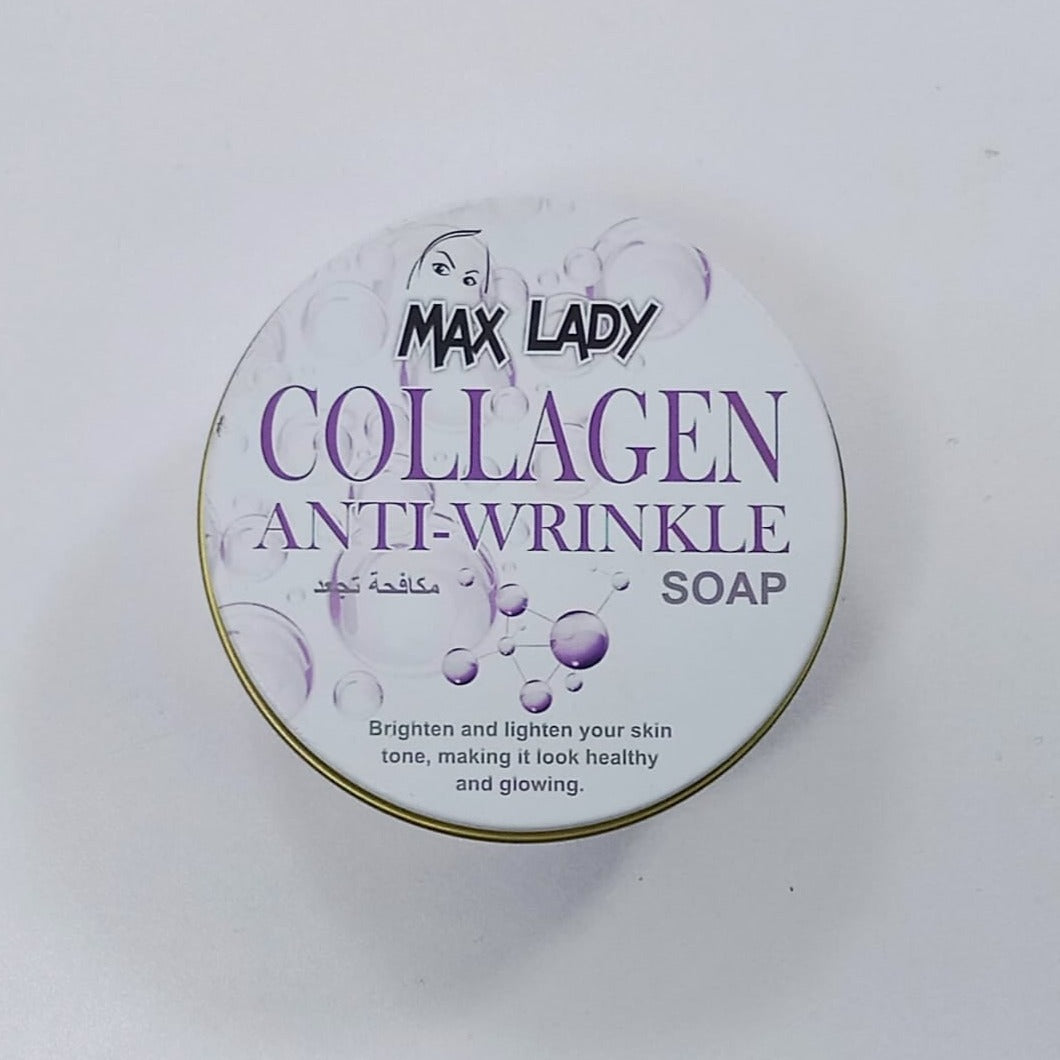 MAX LADY
COLLAGEN
ANTI-WRINKLE
مكافحة تجعد
SOAP
Brighten and lighten your skin
tone, making it look healthy
and glowing.